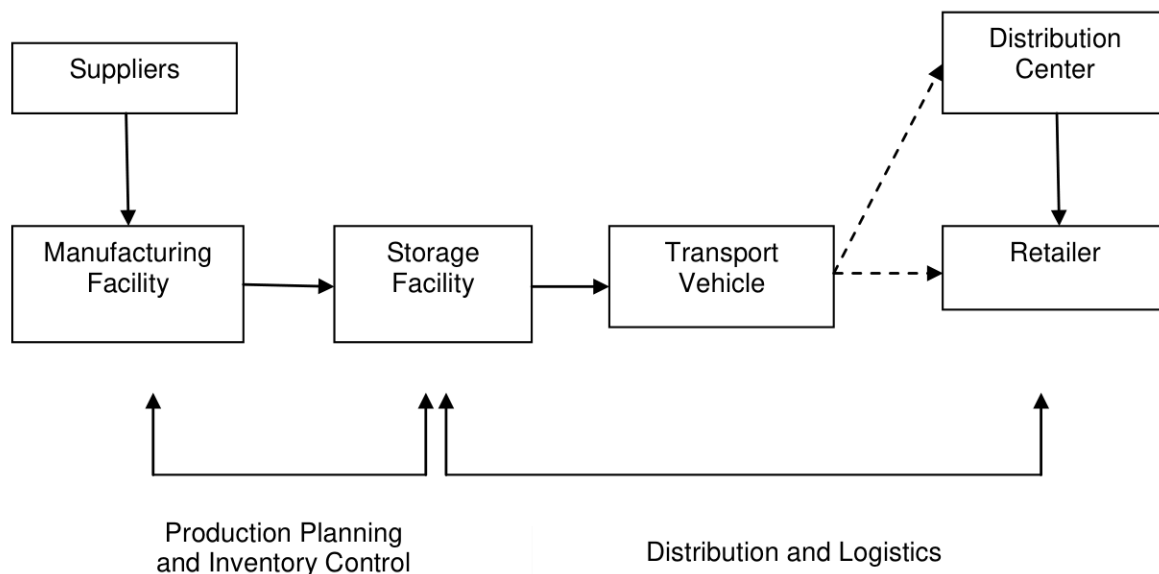 Suppliers
Distribution
Center
Manufacturing
Facility
Storage
Facility
Transport
Vehicle
Retailer
Production Planning
and Inventory Control
Distribution and Logistics